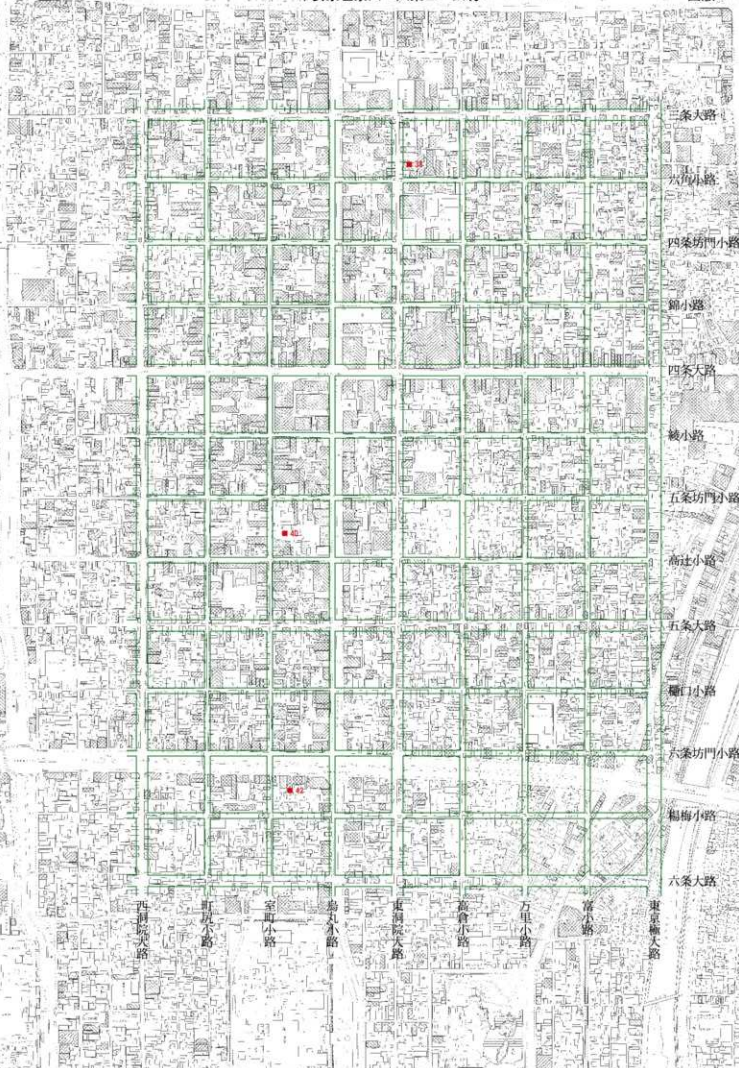 三条大路
38
六角小路
四条坊門小路
錦小路
四条大路
綾小路
五条坊門小路
40
高辻小路
五条大路
樋口小路
六条坊門小路
42
楊梅小路
六条大路
西洞院大路
町尻小路
室町小路
烏丸小路
東洞院大路
高倉小路
万里小路
富小路
東京極大路